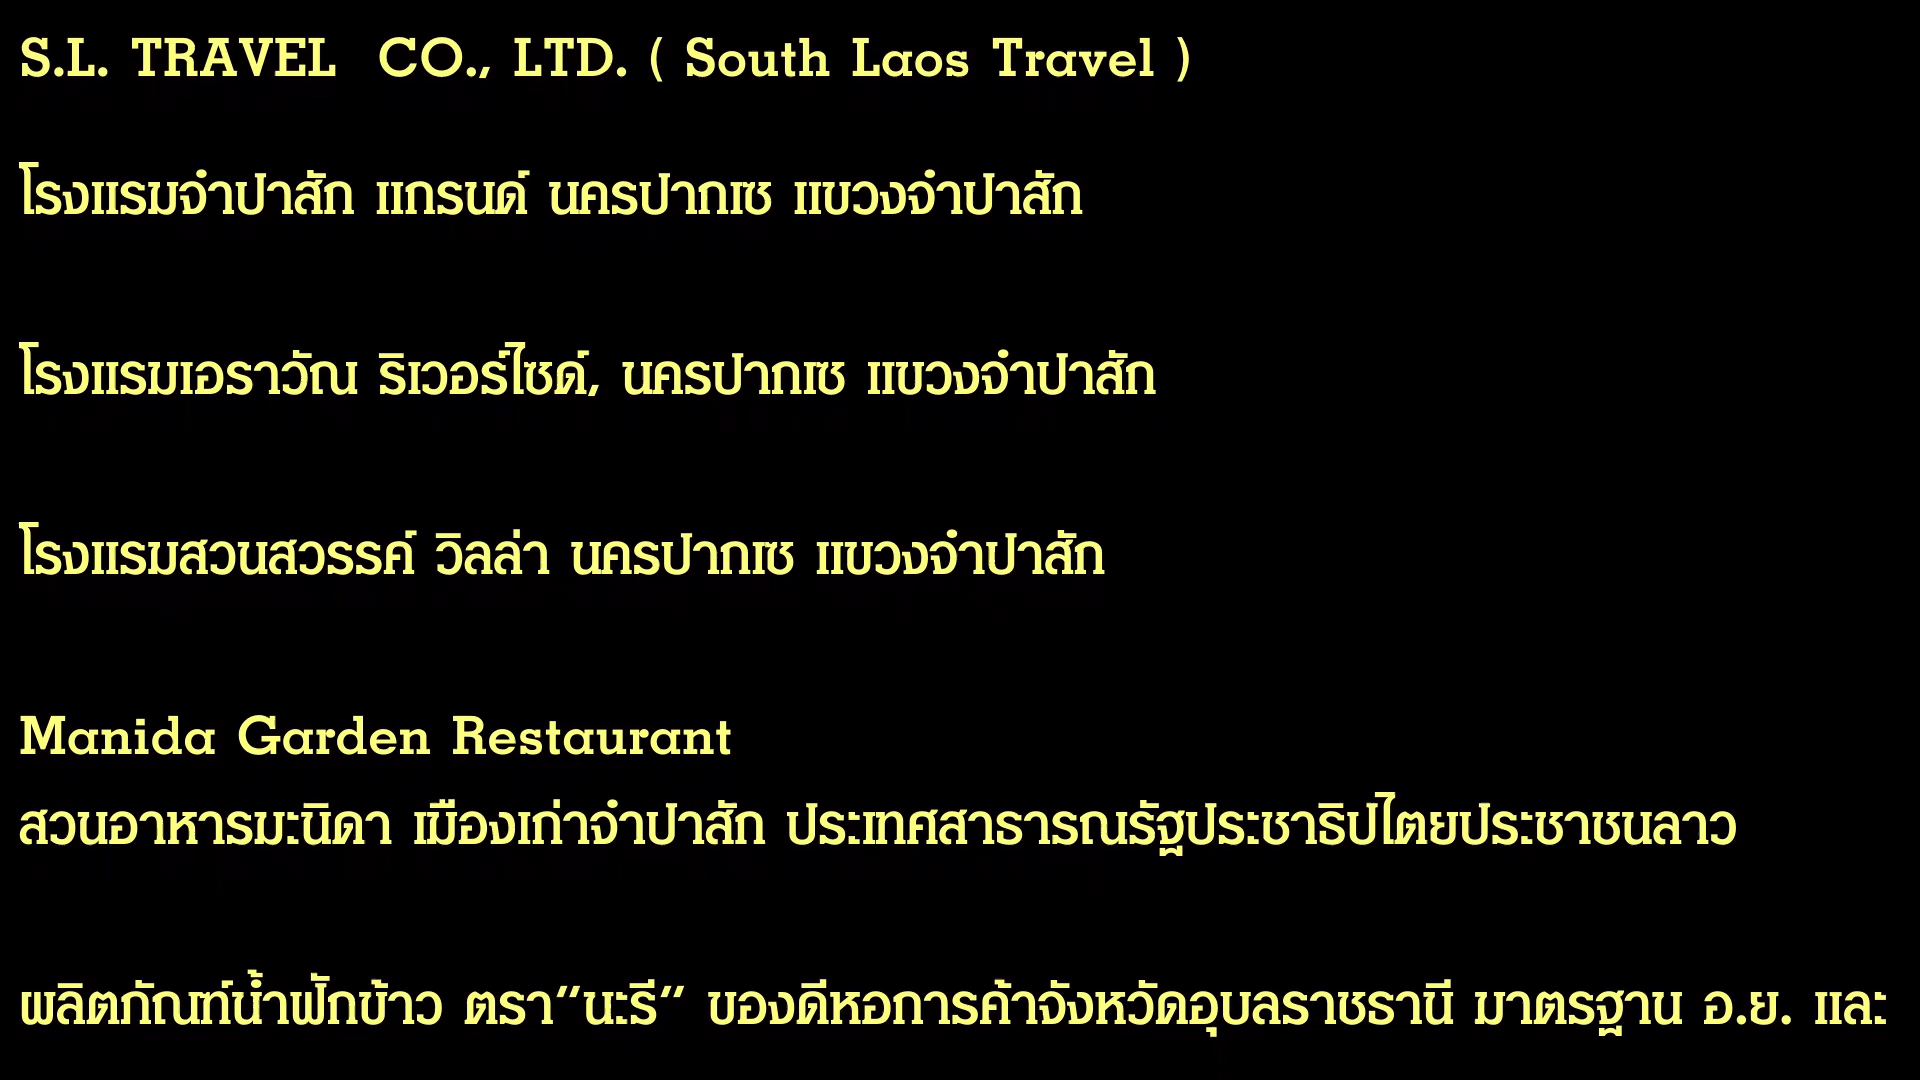 S.L. TRAVEL  CO., LTD. ( South Laos Travel )
โรงแรมจำปาสัก แกรนด์ นครปากเซ แขวงจำปาสัก
โรงแรมเอราวัณ ริเวอร์ไซด์, นครปากเซ แขวงจำปาสัก
โรงแรมสวนสวรรค์ วิลล่า นครปากเซ แขวงจำปาสัก
Manida Garden Restaurant
สวนอาหารมะนิดา เมืองเก่าจำปาสัก ประเทศสาธารณรัฐประชาธิปไตยประชาชนลาว
ผลิตภัณฑ์น้ำฟักข้าว ตรา“นะรี” ของดีหอการค้าจังหวัดอุบลราชธานี มาตรฐาน อ.ย. และ